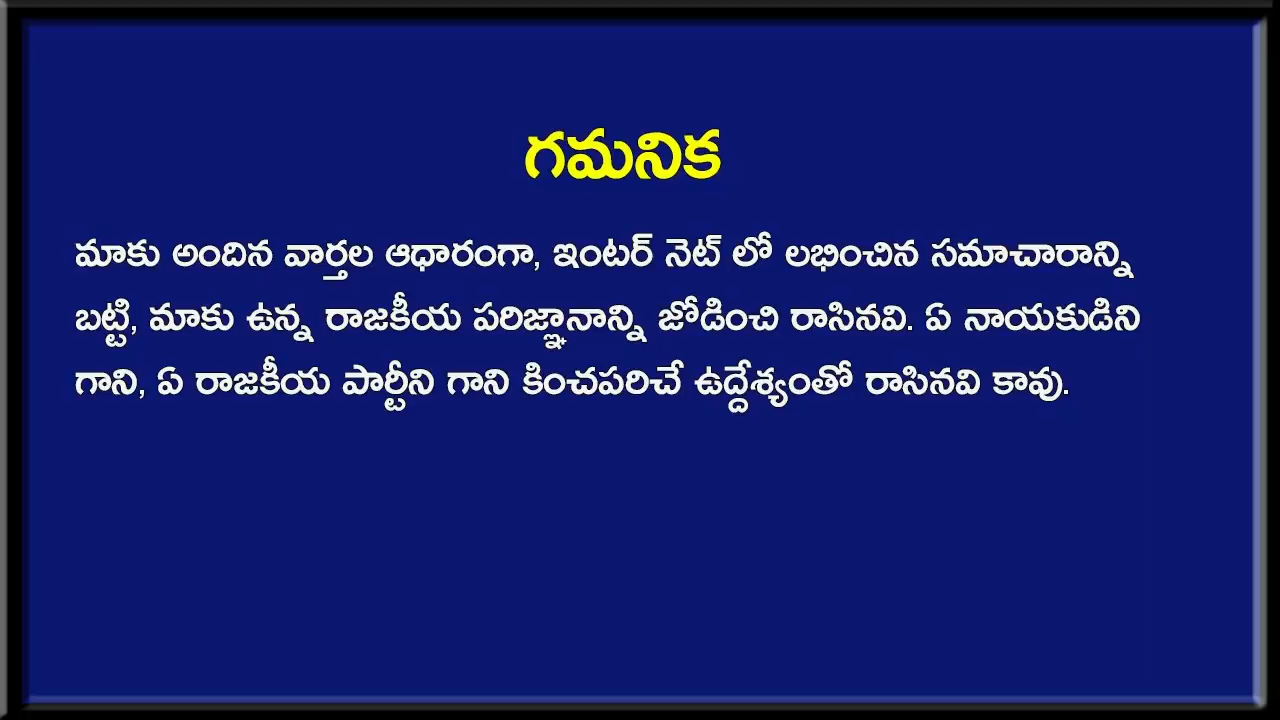 గమనిక
మాకు అందిన వార్తల ఆధారంగా, ఇంటర్ నెట్ లో లభించిన సమాచారాన్ని
బట్టి, మాకు ఉన్న రాజకీయ పరిజ్ఞానాన్ని జోడించి రాసినవి. ఏ నాయకుడిని
గాని, ఏ రాజకీయ పార్టీని గాని కించపరిచే ఉద్దేశ్యంతో రాసినవి కావు.